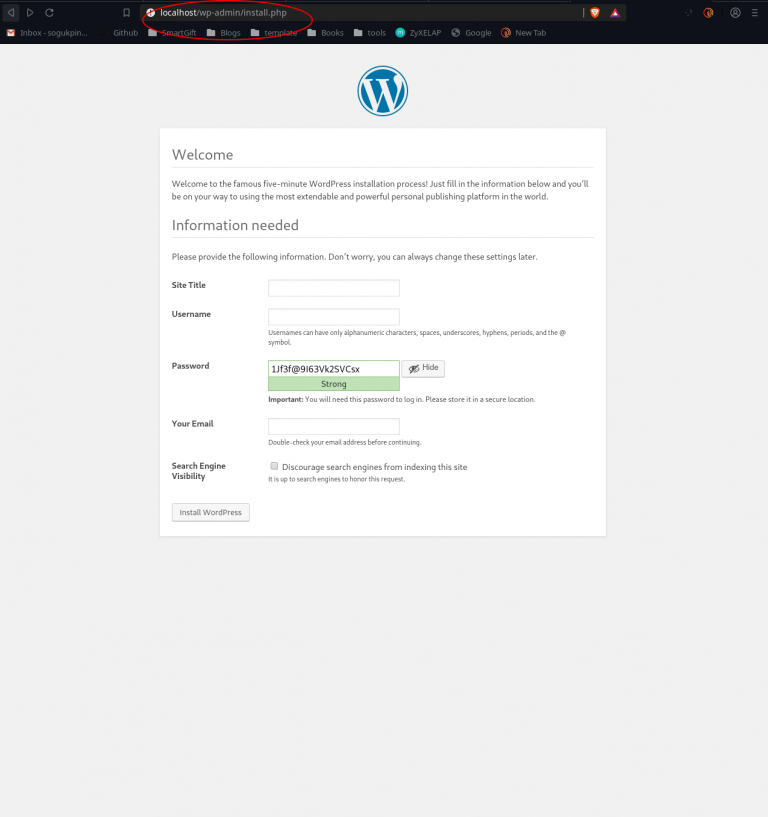 localhost/wp-admin/install.php
Inbox - sogukpin... Github SmartGift Blogs template Books tools ZyXELAP Google New Tab
Welcome
Welcome to the famous five-minute WordPress installation process! Just fill in the information below and you'll
be on your way to using the most extendable and powerful personal publishing platform in the world.
Information needed
Please provide the following information. Don't worry, you can always change these settings later.
Site Title
Username
Usernames can have only alphanumeric characters, spaces, underscores, hyphens, periods, and the @
symbol.
Password
1Jf3f@9I63Vk2SVCsx Hide
Strong
Important: You will need this password to log in. Please store it in a secure location.
Your Email
Double-check your email address before continuing.
Search Engine
Visibility
Discourage search engines from indexing this site
It is up to search engines to honor this request.
Install WordPress